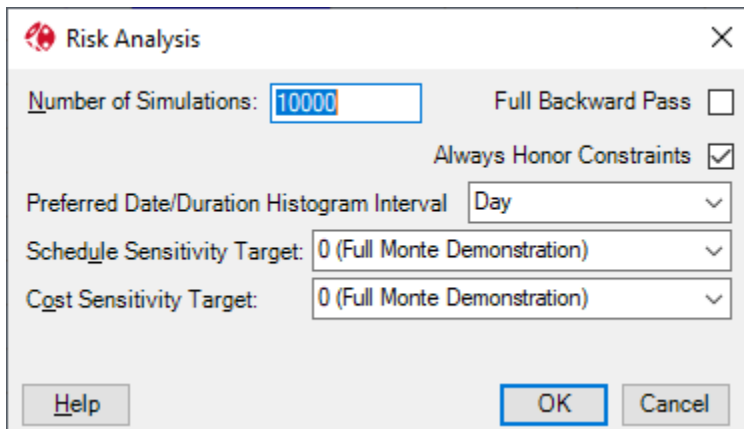 Risk Analysis
Number of Simulations: 10000 Full Backward Pass
Always Honor Constraints
Preferred Date/Duration Histogram Interval Day
Schedule Sensitivity Target: 0 (Full Monte Demonstration)
Cost Sensitivity Target: 0 (Full Monte Demonstration)
Help OK Cancel